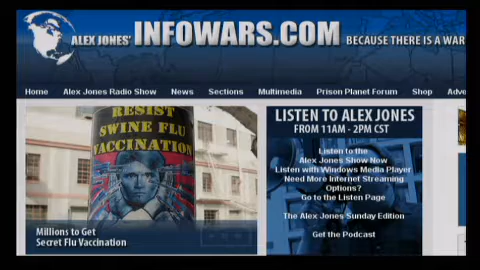 ALEX JONES' INFOWARS.COM BECAUSE THERE IS A WAR
Home Alex Jones Radio Show News Sections Multimedia Prison Planet Forum Shop Adve
RESIST
SWINE FLU
VACCINATION
Millions to Get
Secret Flu Vaccination
LISTEN TO ALEX JONES
FROM 11AM - 2PM CST
Listen to the
Alex Jones Show Now
Listen with Windows Media Player
Need More Internet Streaming
Options?
Go to the Listen Page
The Alex Jones Sunday Edition
Get the Podcast